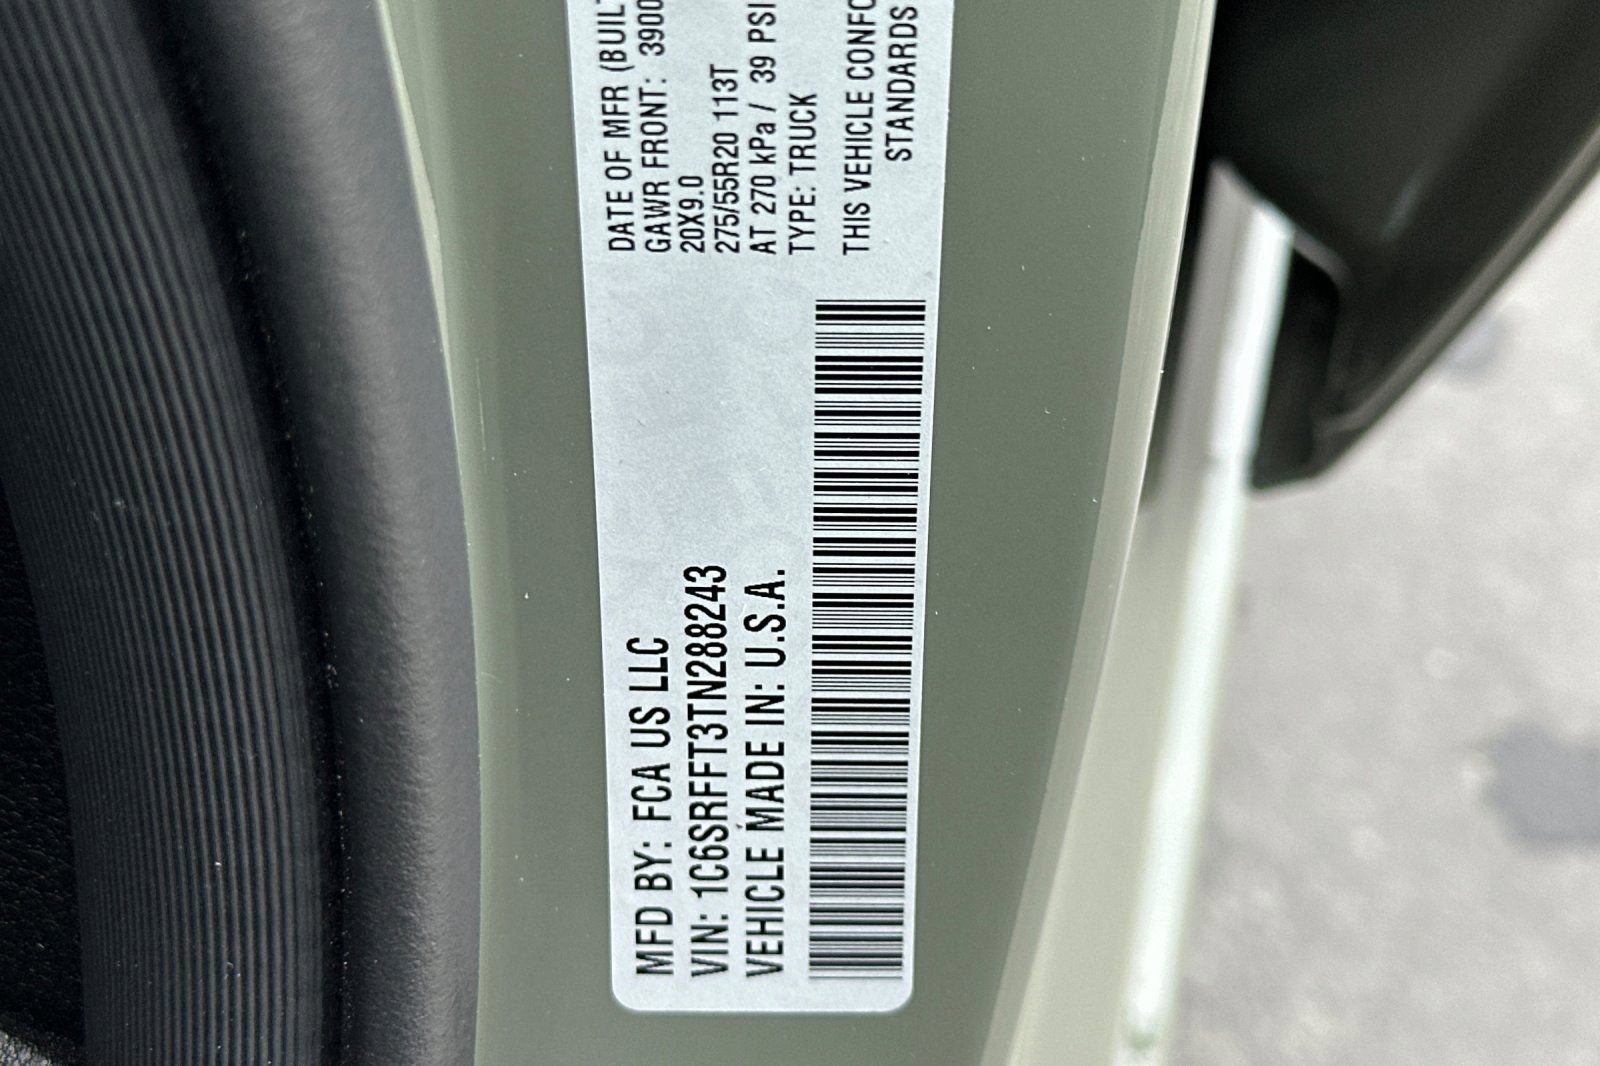 MFD BY: FCA US LLC
VIN: 1C6SRFFT3TN288243
VEHICLE MADE IN: U.S.A.
DATE OF MFR (BUILT
GAWR FRONT: 3900
20X9.0
275/55R20 113T
AT 270 kPa / 39 PSI
TYPE: TRUCK
THIS VEHICLE CONFO
STANDARDS